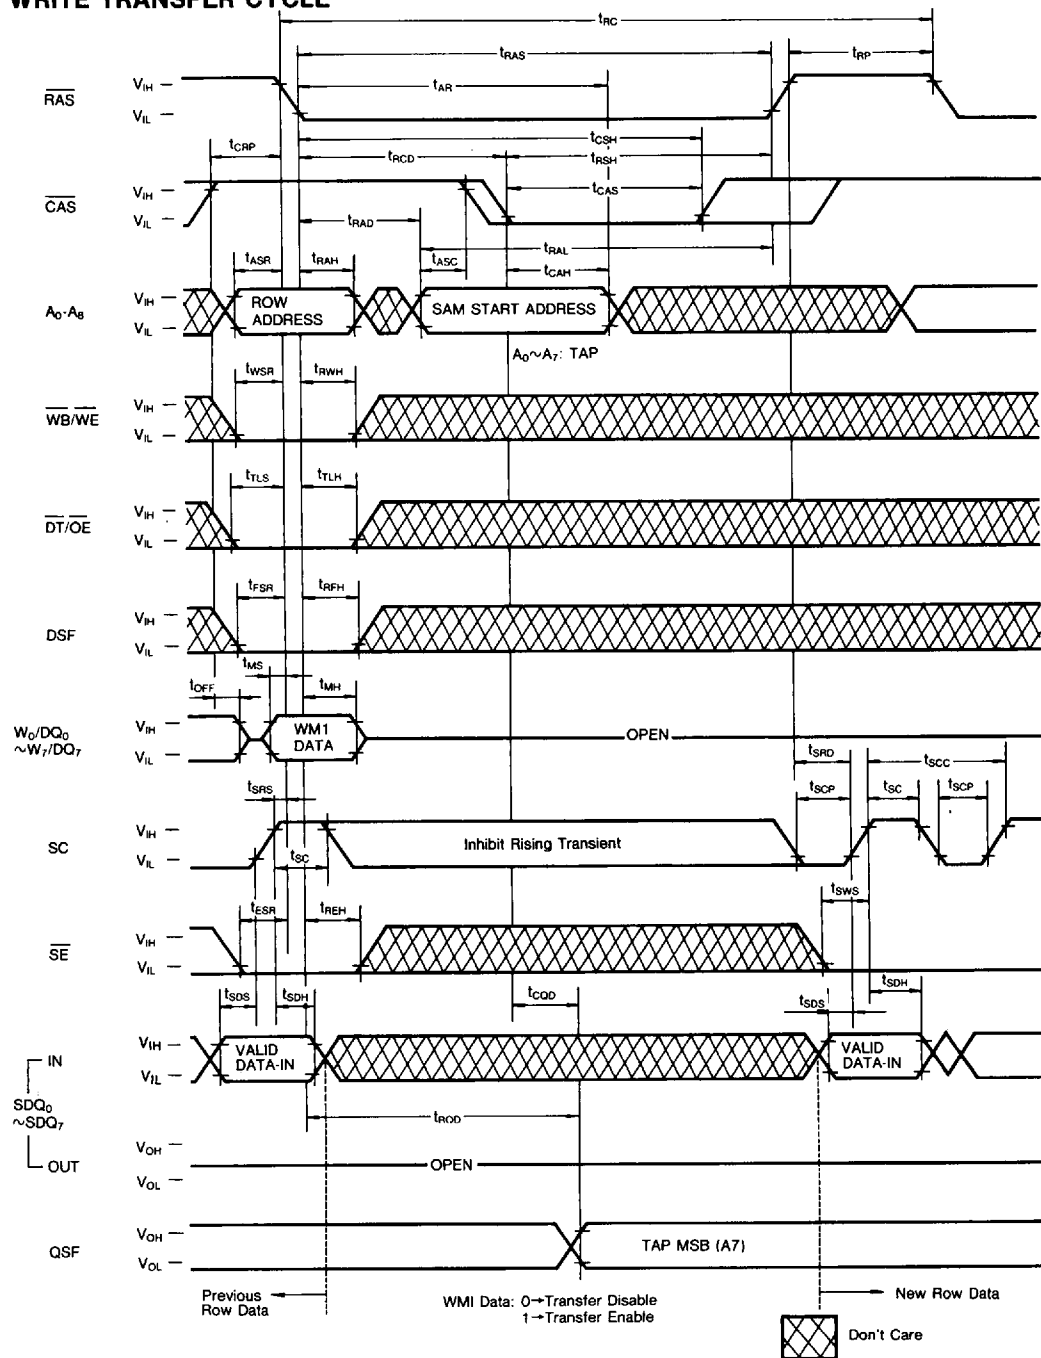 WRITE TRANSFER CYCLE
tRC
tRAS
tRP
tAR
RAS
VIH
VIL
tCRP
tCSH
tRCD
tRSH
CAS
VIH
VIL
tCAS
tRAD
tRAL
tASR
tRAH
tASC
tCAH
A0-A8
VIH
VIL
ROW
ADDRESS
SAM START ADDRESS
A0~A7: TAP
tWSR
tRWH
WB/WE
VIH
VIL
tTLS
tTLH
DT/OE
VIH
VIL
tFSR
tRFH
DSF
VIH
VIL
tMS
tOFF
tMH
W0/DQ0
~W7/DQ7
VIH
VIL
WM1
DATA
OPEN
tSRD
tSCC
tSRS
tSCP
tSC
tSCP
SC
VIH
VIL
tSC
Inhibit Rising Transient
tSWS
tESR
tREH
SE
VIH
VIL
tSDS
tSDH
tCQD
tSDS
tSDH
IN
VIH
VIL
VALID
DATA-IN
VALID
DATA-IN
SDQ0
~SDQ7
tRQD
OUT
VOH
VOL
OPEN
QSF
VOH
VOL
TAP MSB (A7)
Previous
Row Data
WMI Data: 0→Transfer Disable
1→Transfer Enable
New Row Data
Don't Care